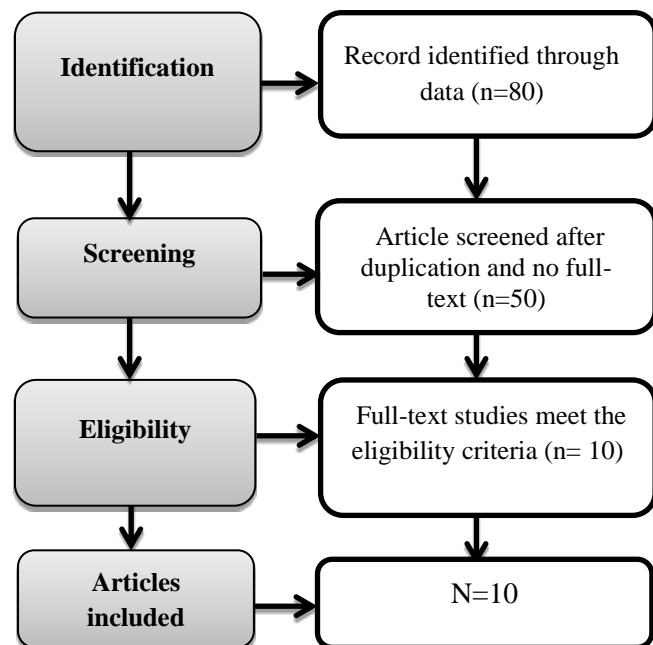 Identification
Record identified through
data (n=80)
Screening
Article screened after
duplication and no full-
text (n=50)
Eligibility
Full-text studies meet the
eligibility criteria (n= 10)
Articles
included
N=10